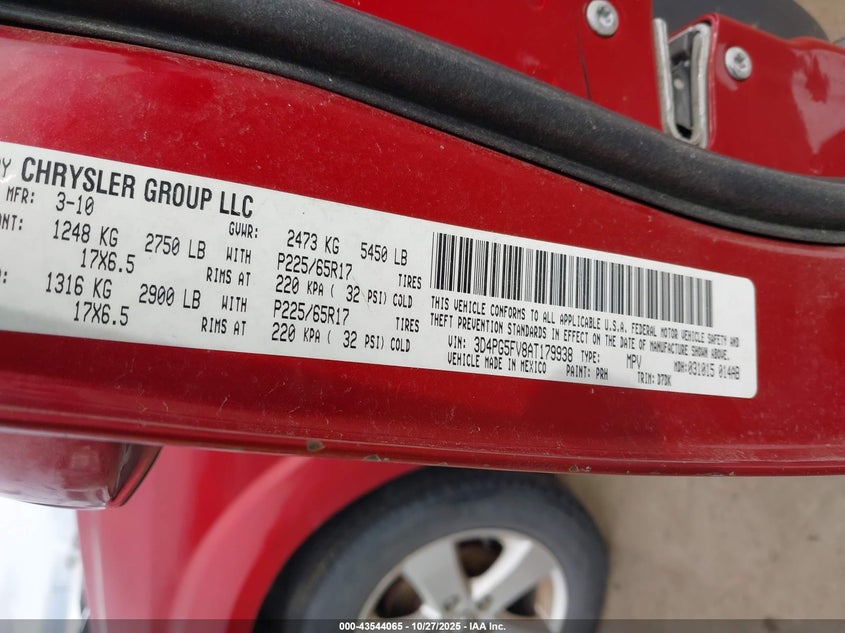 CHRYSLER GROUP LLC
MFR: 3-10 GVWR: 2473 KG 5450 LB
1248 KG 2750 LB WITH P225/65R17 TIRES
17X6.5 RIMS AT 220 KPA ( 32 PSI) COLD
1316 KG 2900 LB WITH P225/65R17 TIRES
17X6.5 RIMS AT 220 KPA ( 32 PSI) COLD
THIS VEHICLE CONFORMS TO ALL APPLICABLE U.S.A. FEDERAL MOTOR VEHICLE SAFETY AND
THEFT PREVENTION STANDARDS IN EFFECT ON THE DATE OF MANUFACTURE SHOWN ABOVE.
VIN: 3D4PG5FV8AT179938 TYPE: MPV
VEHICLE MADE IN MEXICO PAINT: PRH MDH:031015 014AB
TRIM: D7DK
000-43544065 - 10/27/2025 - IAA Inc.